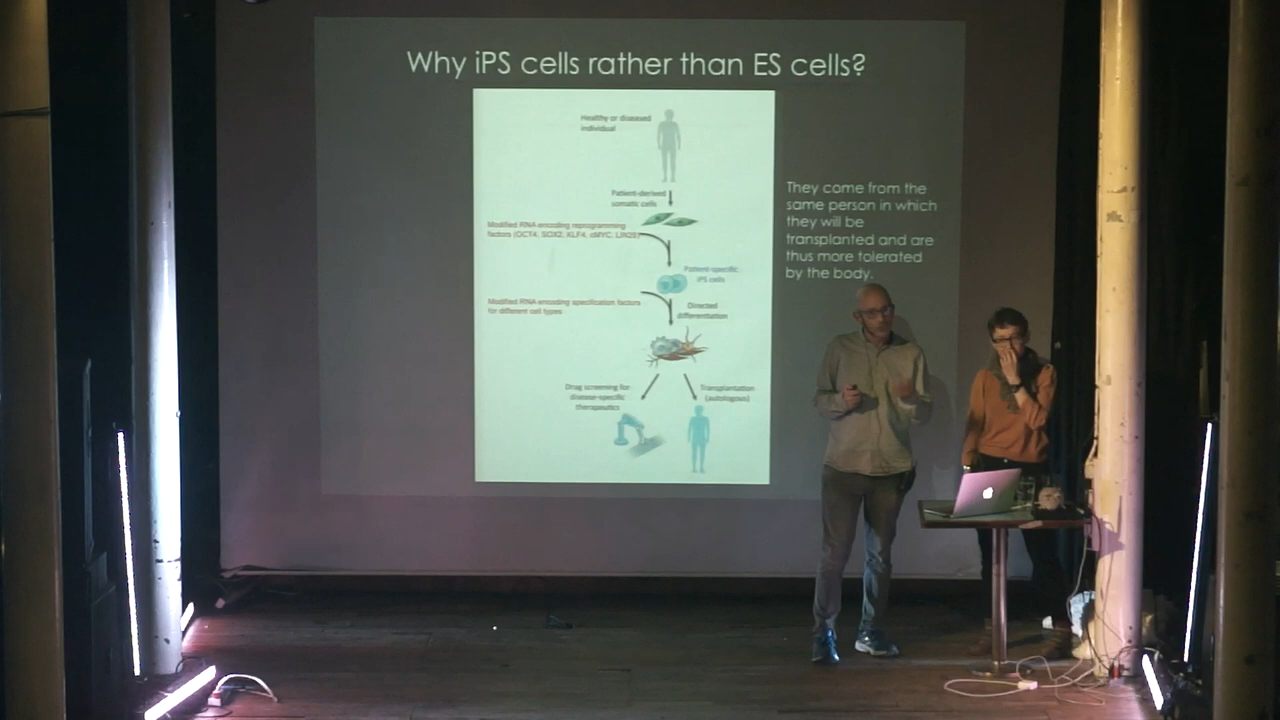 Why iPS cells rather than ES cells?
Healthy or diseased
individual
Patient-derived
somatic cells
Modified RNA encoding reprogramming
factors (OCT4, SOX2, KLF4, cMYC, LIN28)
Patient-specific
iPS cells
Modified RNA encoding specification factors
for different cell types
Directed
differentiation
Drug screening for
disease-specific
therapeutics
Transplantation
(autologous)
They come from the
same person in which
they will be
transplanted and are
thus more tolerated
by the body.